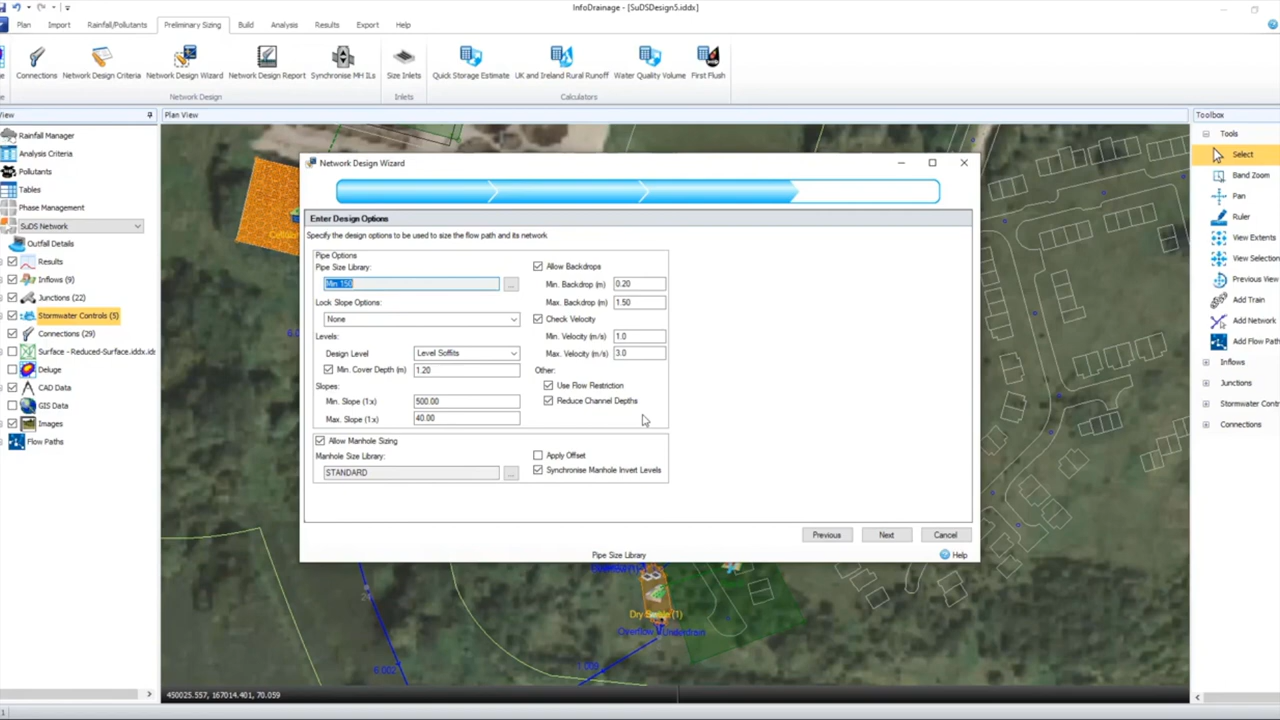 InfoDrainage - [SuDSDesign5.iddx]
Plan Import Rainfall/Pollutants Preliminary Sizing Build Analysis Results Export Help
Connections Network Design Criteria Network Design Wizard Network Design Report Synchronise MH ILs Size Inlets Quick Storage Estimate UK and Ireland Rural Runoff Water Quality Volume First Flush
Network Design Inlets Calculators
View
Plan View
Toolbox
Rainfall Manager
Analysis Criteria
Pollutants
Tables
Phase Management
SuDS Network
Outfall Details
Results
Inflows (9)
Junctions (22)
Stormwater Controls (5)
Connections (29)
Surface - Reduced-Surface.iddx.ids
Deluge
CAD Data
GIS Data
Images
Flow Paths
Network Design Wizard
Enter Design Options
Specify the design options to be used to size the flow path and its network
Pipe Options
Pipe Size Library:
Min 150
...
Lock Slope Options:
None
Levels:
Design Level Level Soffits
Min. Cover Depth (m) 1.20
Slopes:
Min. Slope (1:x) 500.00
Max. Slope (1:x) 40.00
Allow Backdrops
Min. Backdrop (m) 0.20
Max. Backdrop (m) 1.50
Check Velocity
Min. Velocity (m/s) 1.0
Max. Velocity (m/s) 3.0
Other:
Use Flow Restriction
Reduce Channel Depths
Allow Manhole Sizing
Manhole Size Library:
STANDARD
...
Apply Offset
Synchronise Manhole Invert Levels
Previous Next Cancel
Pipe Size Library
Help
Overflow Underdrain
6.002
1.009
450025.557, 167014.401, 70.059
Tools
Select
Band Zoom
Pan
Ruler
View Extents
View Selection
Previous View
Add Train
Add Network
Add Flow Path
Inflows
Junctions
Stormwater Contr
Connections
1